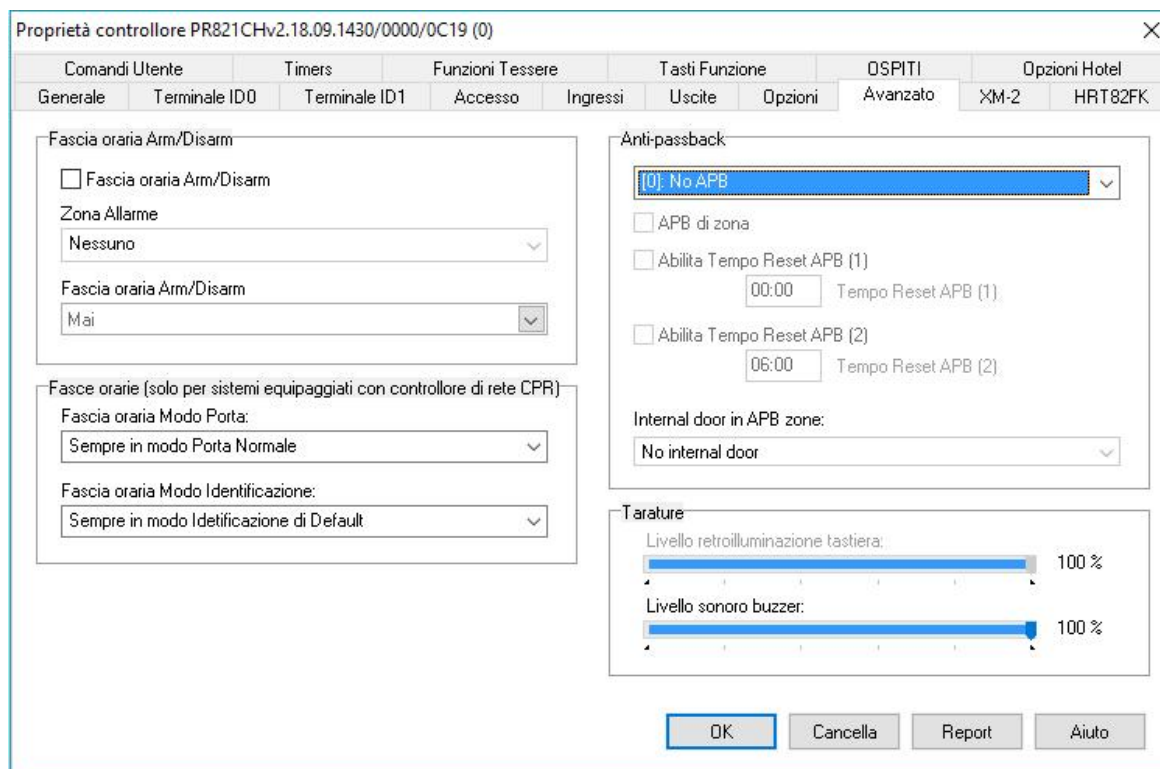 Proprietà controllore PR821CHv2.18.09.1430/0000/0C19 (0)
Comandi Utente Timers Funzioni Tessere Tasti Funzione OSPITI Opzioni Hotel
Generale Terminale ID0 Terminale ID1 Accesso Ingressi Uscite Opzioni Avanzato XM-2 HRT82FK
Fascia oraria Arm/Disarm
Fascia oraria Arm/Disarm
Zona Allarme
Nessuno
Fascia oraria Arm/Disarm
Mai
Fasce orarie (solo per sistemi equipaggiati con controllore di rete CPR)
Fascia oraria Modo Porta:
Sempre in modo Porta Normale
Fascia oraria Modo Identificazione:
Sempre in modo Idetificazione di Default
Anti-passback
[0]: No APB
APB di zona
Abilita Tempo Reset APB (1)
00:00 Tempo Reset APB (1)
Abilita Tempo Reset APB (2)
06:00 Tempo Reset APB (2)
Internal door in APB zone:
No internal door
Tarature
Livello retroilluminazione tastiera:
100 %
Livello sonoro buzzer:
100 %
OK Cancella Report Aiuto